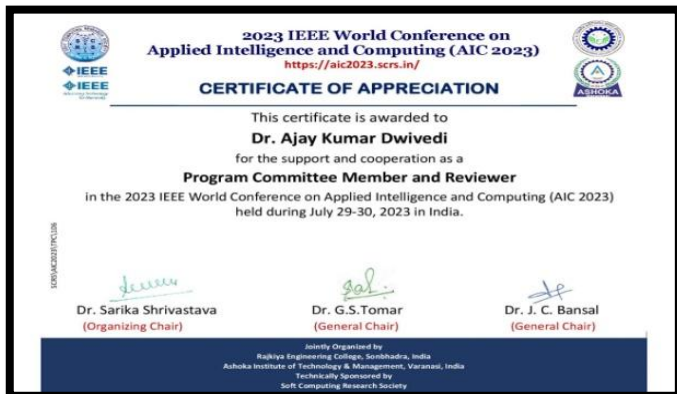 2023 IEEE World Conference on
Applied Intelligence and Computing (AIC 2023)
https://aic2023.scrs.in/
IEEE
IEEE
ASHOKA
CERTIFICATE OF APPRECIATION
This certificate is awarded to
Dr. Ajay Kumar Dwivedi
for the support and cooperation as a
Program Committee Member and Reviewer
in the 2023 IEEE World Conference on Applied Intelligence and Computing (AIC 2023)
held during July 29-30, 2023 in India.
SCRS\AIC2023\TPC\106
Dr. Sarika Shrivastava
(Organizing Chair)
Dr. G.S.Tomar
(General Chair)
Dr. J. C. Bansal
(General Chair)
Jointly Organized by
Rajkiya Engineering College, Sonbhadra, India
Ashoka Institute of Technology & Management, Varanasi, India
Technically Sponsored by
Soft Computing Research Society